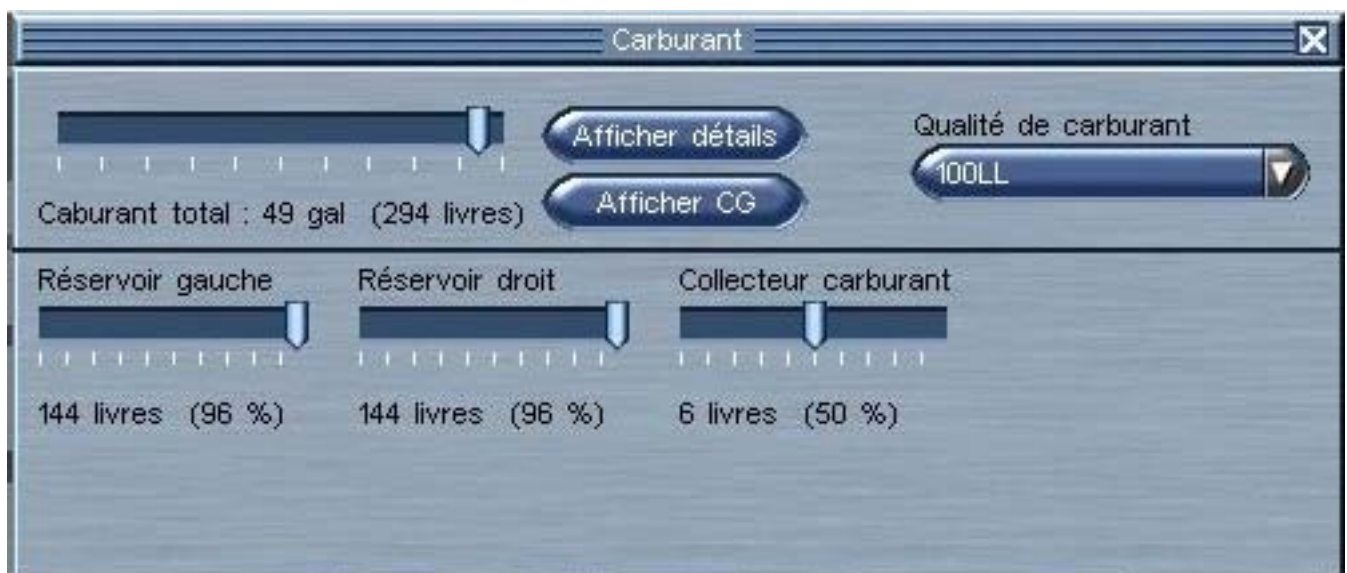 Carburant
Afficher détails
Qualité de carburant
100LL
Caburant total : 49 gal (294 livres)
Afficher CG
Réservoir gauche
Réservoir droit
Collecteur carburant
144 livres (96 %)
144 livres (96 %)
6 livres (50 %)